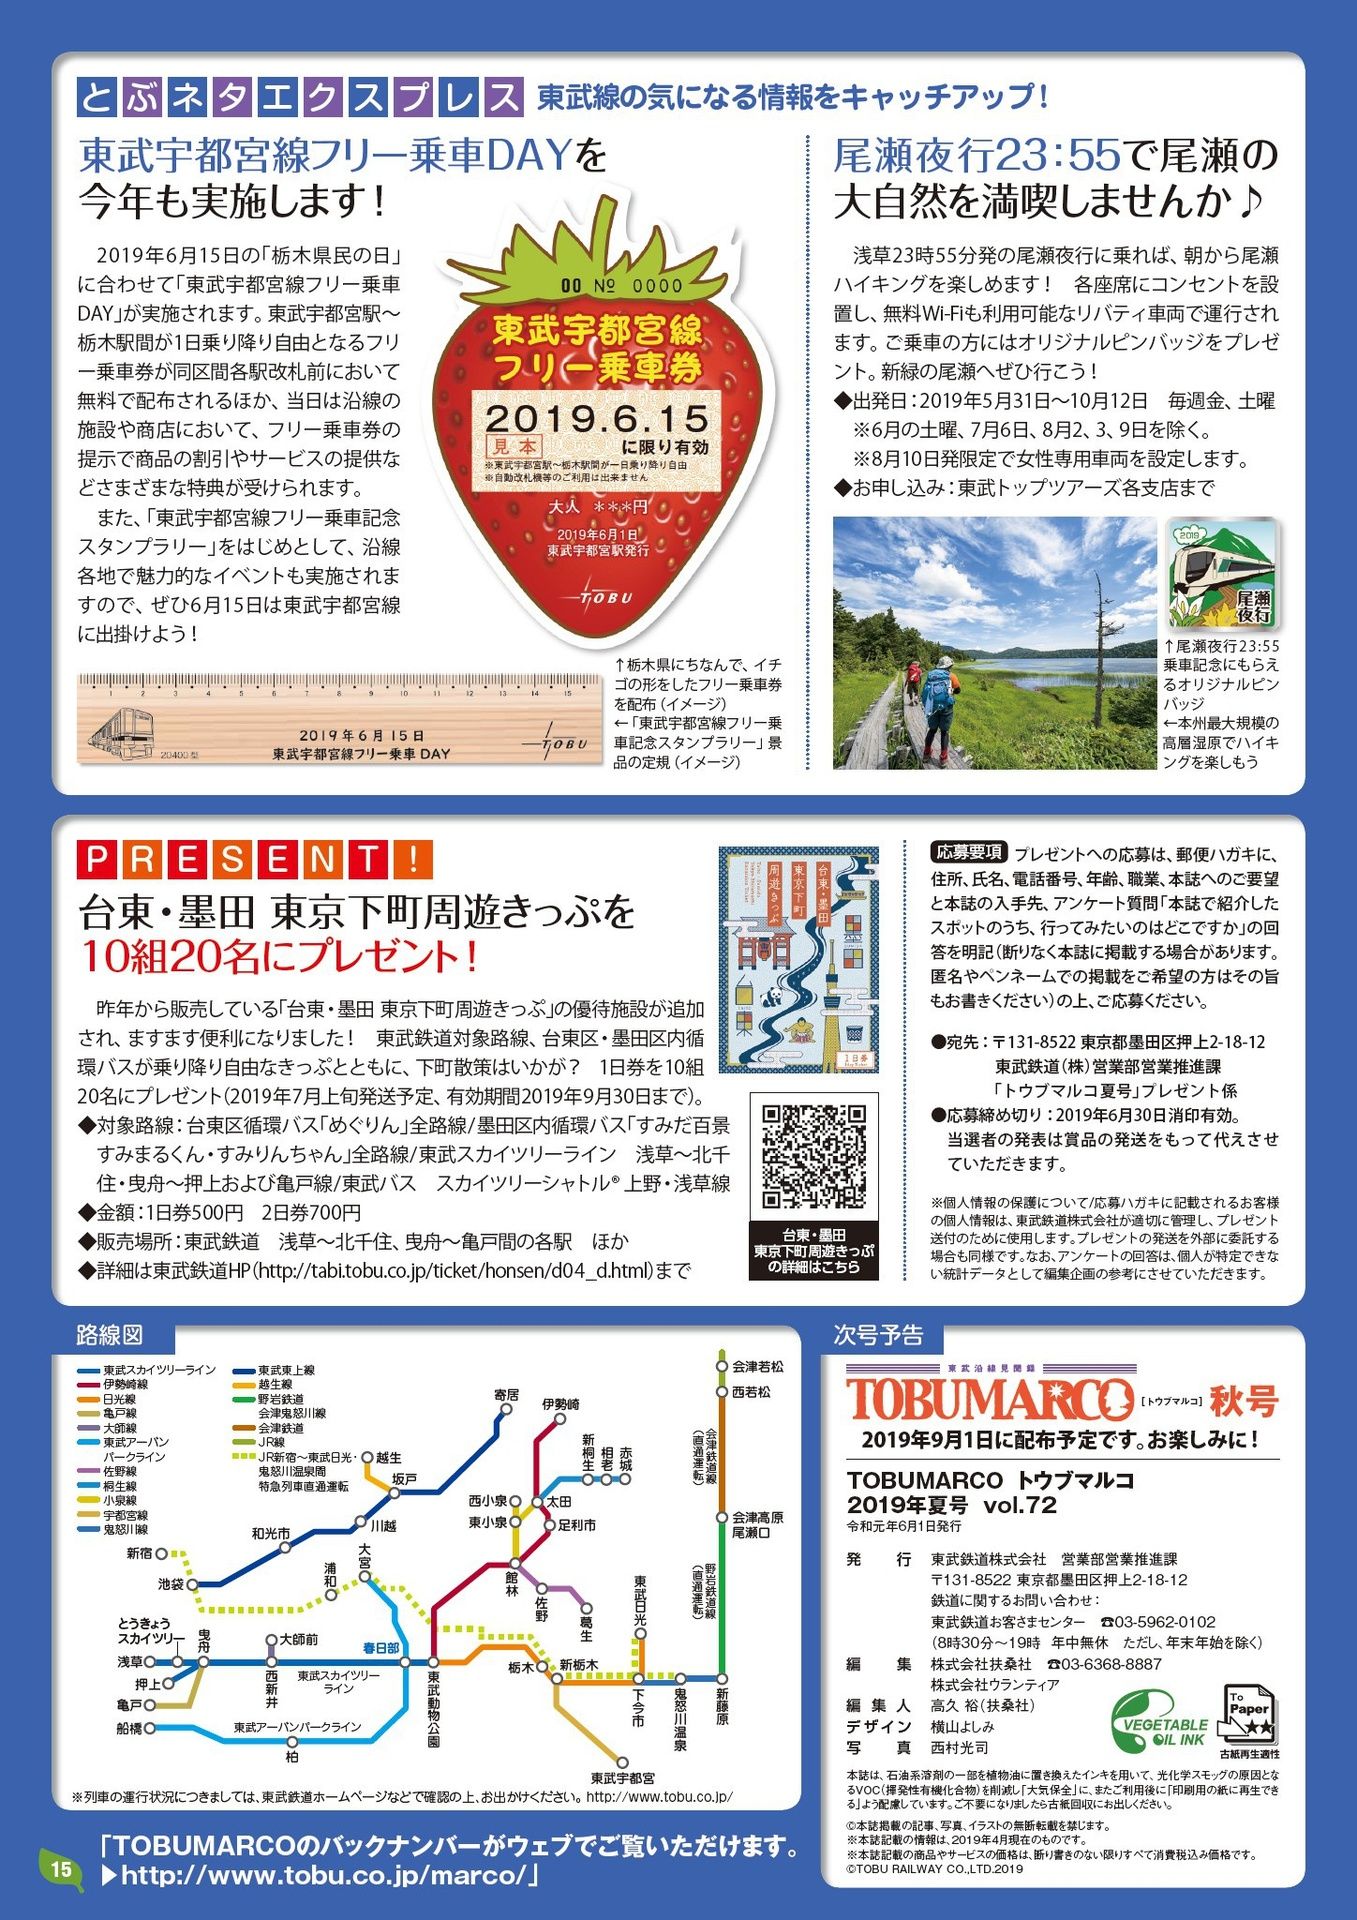 とぶネタエクスプレス 東武線の気になる情報をキャッチアップ!
東武宇都宮線フリー乗車DAYを
今年も実施します!
2019年6月15日の「栃木県民の日」
に合わせて「東武宇都宮線フリー乗車
DAY」が実施されます。東武宇都宮駅〜
栃木駅間が1日乗り降り自由となるフリ
ー乗車券が同区間各駅改札前において
無料で配布されるほか、当日は沿線の
施設や商店において、フリー乗車券の
提示で商品の割引やサービスの提供な
どさまざまな特典が受けられます。
また、「東武宇都宮線フリー乗車記念
スタンプラリー」をはじめとして、沿線
各地で魅力的なイベントも実施されま
すので、ぜひ6月15日は東武宇都宮線
に出掛けよう!
00 № 0000
東武宇都宮線
フリー乗車券
2019.6.15
見本 に限り有効
※東武宇都宮駅〜栃木駅間が一日乗り降り自由
※自動改札機等のご利用は出来ません
大人 ***円
2019年6月1日
東武宇都宮駅発行
TOBU
1 2 3 4 5 6 7 8 9 10 11 12 13 14 15
20400型
2019年6月15日
東武宇都宮線フリー乗車 DAY
TOBU
↑栃木県にちなんで、イチ
ゴの形をしたフリー乗車券
を配布（イメージ）
←「東武宇都宮線フリー乗
車記念スタンプラリー」景
品の定規（イメージ）
尾瀬夜行23:55で尾瀬の
大自然を満喫しませんか♪
浅草23時55分発の尾瀬夜行に乗れば、朝から尾瀬
ハイキングを楽しめます! 各座席にコンセントを設
置し、無料Wi-Fiも利用可能なリバティ車両で運行され
ます。ご乗車の方にはオリジナルピンバッジをプレゼ
ント。新緑の尾瀬へぜひ行こう!
◆出発日：2019年5月31日〜10月12日 毎週金、土曜
※6月の土曜、7月6日、8月2、3、9日を除く。
※8月10日発限定で女性専用車両を設定します。
◆お申し込み：東武トップツアーズ各支店まで
2019
尾瀬
夜行
↑尾瀬夜行23:55
乗車記念にもらえ
るオリジナルピン
バッジ
←本州最大規模の
高層湿原でハイキ
ングを楽しもう
PRESENT!
台東・墨田 東京下町周遊きっぷを
10組20名にプレゼント!
昨年から販売している「台東・墨田 東京下町周遊きっぷ」の優待施設が追加
され、ますます便利になりました! 東武鉄道対象路線、台東区・墨田区内循
環バスが乗り降り自由なきっぷとともに、下町散策はいかが? 1日券を10組
20名にプレゼント（2019年7月上旬発送予定、有効期間2019年9月30日まで）。
◆対象路線：台東区循環バス「めぐりん」全路線/墨田区内循環バス「すみだ百景
すみまるくん・すみりんちゃん」全路線/東武スカイツリーライン 浅草〜北千
住・曳舟〜押上および亀戸線/東武バス スカイツリーシャトル® 上野・浅草線
◆金額：1日券500円 2日券700円
◆販売場所：東武鉄道 浅草〜北千住、曳舟〜亀戸間の各駅 ほか
◆詳細は東武鉄道HP（http://tabi.tobu.co.jp/ticket/honsen/d04_d.html）まで
台東・墨田
東京下町
周遊きっぷ
1日券
台東・墨田
東京下町周遊きっぷ
の詳細はこちら
応募要項 プレゼントへの応募は、郵便ハガキに、
住所、氏名、電話番号、年齢、職業、本誌へのご要望
と本誌の入手先、アンケート質問「本誌で紹介した
スポットのうち、行ってみたいのはどこですか」の回
答を明記（断りなく本誌に掲載する場合があります。
匿名やペンネームでの掲載をご希望の方はその旨
もお書きください）の上、ご応募ください。
●宛先：〒131-8522 東京都墨田区押上2-18-12
東武鉄道（株）営業部営業推進課
「トウブマルコ夏号」プレゼント係
●応募締め切り：2019年6月30日消印有効。
当選者の発表は賞品の発送をもって代えさせ
ていただきます。
※個人情報の保護について/応募ハガキに記載されるお客様
の個人情報は、東武鉄道株式会社が適切に管理し、プレゼント
送付のために使用します。プレゼントの発送を外部に委託する
場合も同様です。なお、アンケートの回答は、個人が特定できな
い統計データとして編集企画の参考にさせていただきます。
路線図
東武スカイツリーライン
伊勢崎線
日光線
亀戸線
大師線
東武アーバン
パークライン
佐野線
桐生線
小泉線
宇都宮線
鬼怒川線
東武東上線
越生線
野岩鉄道
会津鬼怒川線
会津鉄道
JR線
JR新宿〜東武日光・
鬼怒川温泉間
特急列車直通運転
越生
坂戸
寄居
川越
和光市
池袋
新宿
浦和
大宮
伊勢崎
新桐生
相老
赤城
西小泉
東小泉
太田
足利市
館林
佐野
葛生
会津若松
西若松
会津鉄道線
（直通運転）
会津高原
尾瀬口
野岩鉄道線
（直通運転）
東武日光
とうきょう
スカイツリー
曳舟
大師前
春日部
浅草
押上
亀戸
船橋
西新井
東武スカイツリー
ライン
東武アーバンパークライン
柏
東武動物公園
栃木
新栃木
下今市
鬼怒川温泉
新藤原
東武宇都宮
※列車の運行状況につきましては、東武鉄道ホームページなどで確認の上、お出かけください。http://www.tobu.co.jp/
次号予告
東武沿線見聞録
TOBUMARCO ［トウブマルコ］ 秋号
2019年9月1日に配布予定です。お楽しみに!
TOBUMARCO トウブマルコ
2019年夏号 vol.72
令和元年6月1日発行
発行 東武鉄道株式会社 営業部営業推進課
〒131-8522 東京都墨田区押上2-18-12
鉄道に関するお問い合わせ：
東武鉄道お客さまセンター ☎03-5962-0102
（8時30分〜19時 年中無休 ただし、年末年始を除く）
編集 株式会社扶桑社 ☎03-6368-8887
株式会社ウランティア
編集人 高久 裕（扶桑社）
デザイン 横山よしみ
写真 西村光司
VEGETABLE
OIL INK
To
Paper
★★
古紙再生適性
本誌は、石油系溶剤の一部を植物油に置き換えたインキを用いて、光化学スモッグの原因とな
るVOC（揮発性有機化合物）を削減し「大気保全」に、またご利用後に「印刷用の紙に再生でき
る」よう配慮しています。ご不要になりましたら古紙回収にお出しください。
©本誌掲載の記事、写真、イラストの無断転載を禁じます。
※本誌記載の情報は、2019年4月現在のものです。
※本誌記載の商品やサービスの価格は、断り書きのない限りすべて消費税込み価格です。
©TOBU RAILWAY CO.,LTD.2019
15
「TOBUMARCOのバックナンバーがウェブでご覧いただけます。
▶http://www.tobu.co.jp/marco/」